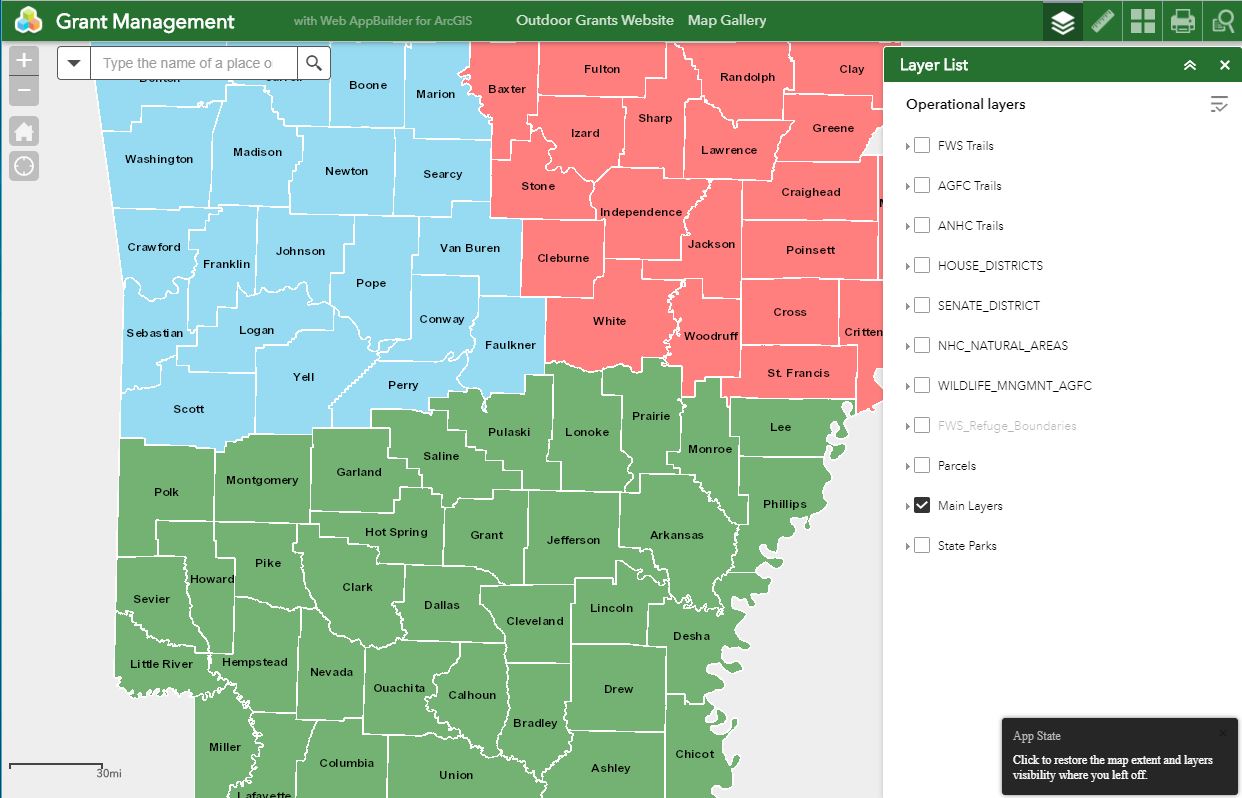 Grant Management
with Web AppBuilder for ArcGIS
Outdoor Grants Website
Map Gallery
Type the name of a place o
Layer List
Operational layers
FWS Trails
AGFC Trails
ANHC Trails
HOUSE_DISTRICTS
SENATE_DISTRICT
NHC_NATURAL_AREAS
WILDLIFE_MNGMNT_AGFC
FWS_Refuge_Boundaries
Parcels
Main Layers
State Parks
Boone
Marion
Baxter
Fulton
Randolph
Clay
Washington
Madison
Newton
Searcy
Stone
Izard
Sharp
Lawrence
Greene
Independence
Craighead
Crawford
Franklin
Johnson
Pope
Van Buren
Cleburne
Jackson
Poinsett
Sebastian
Logan
Conway
Faulkner
White
Woodruff
Cross
Critten
Scott
Yell
Perry
St. Francis
Polk
Montgomery
Garland
Saline
Pulaski
Lonoke
Prairie
Monroe
Lee
Phillips
Hot Spring
Grant
Jefferson
Arkansas
Sevier
Howard
Pike
Clark
Dallas
Cleveland
Lincoln
Desha
Little River
Hempstead
Nevada
Ouachita
Calhoun
Bradley
Drew
Miller
Columbia
Union
Ashley
Chicot
Lafayette
30mi
App State
Click to restore the map extent and layers
visibility where you left off.